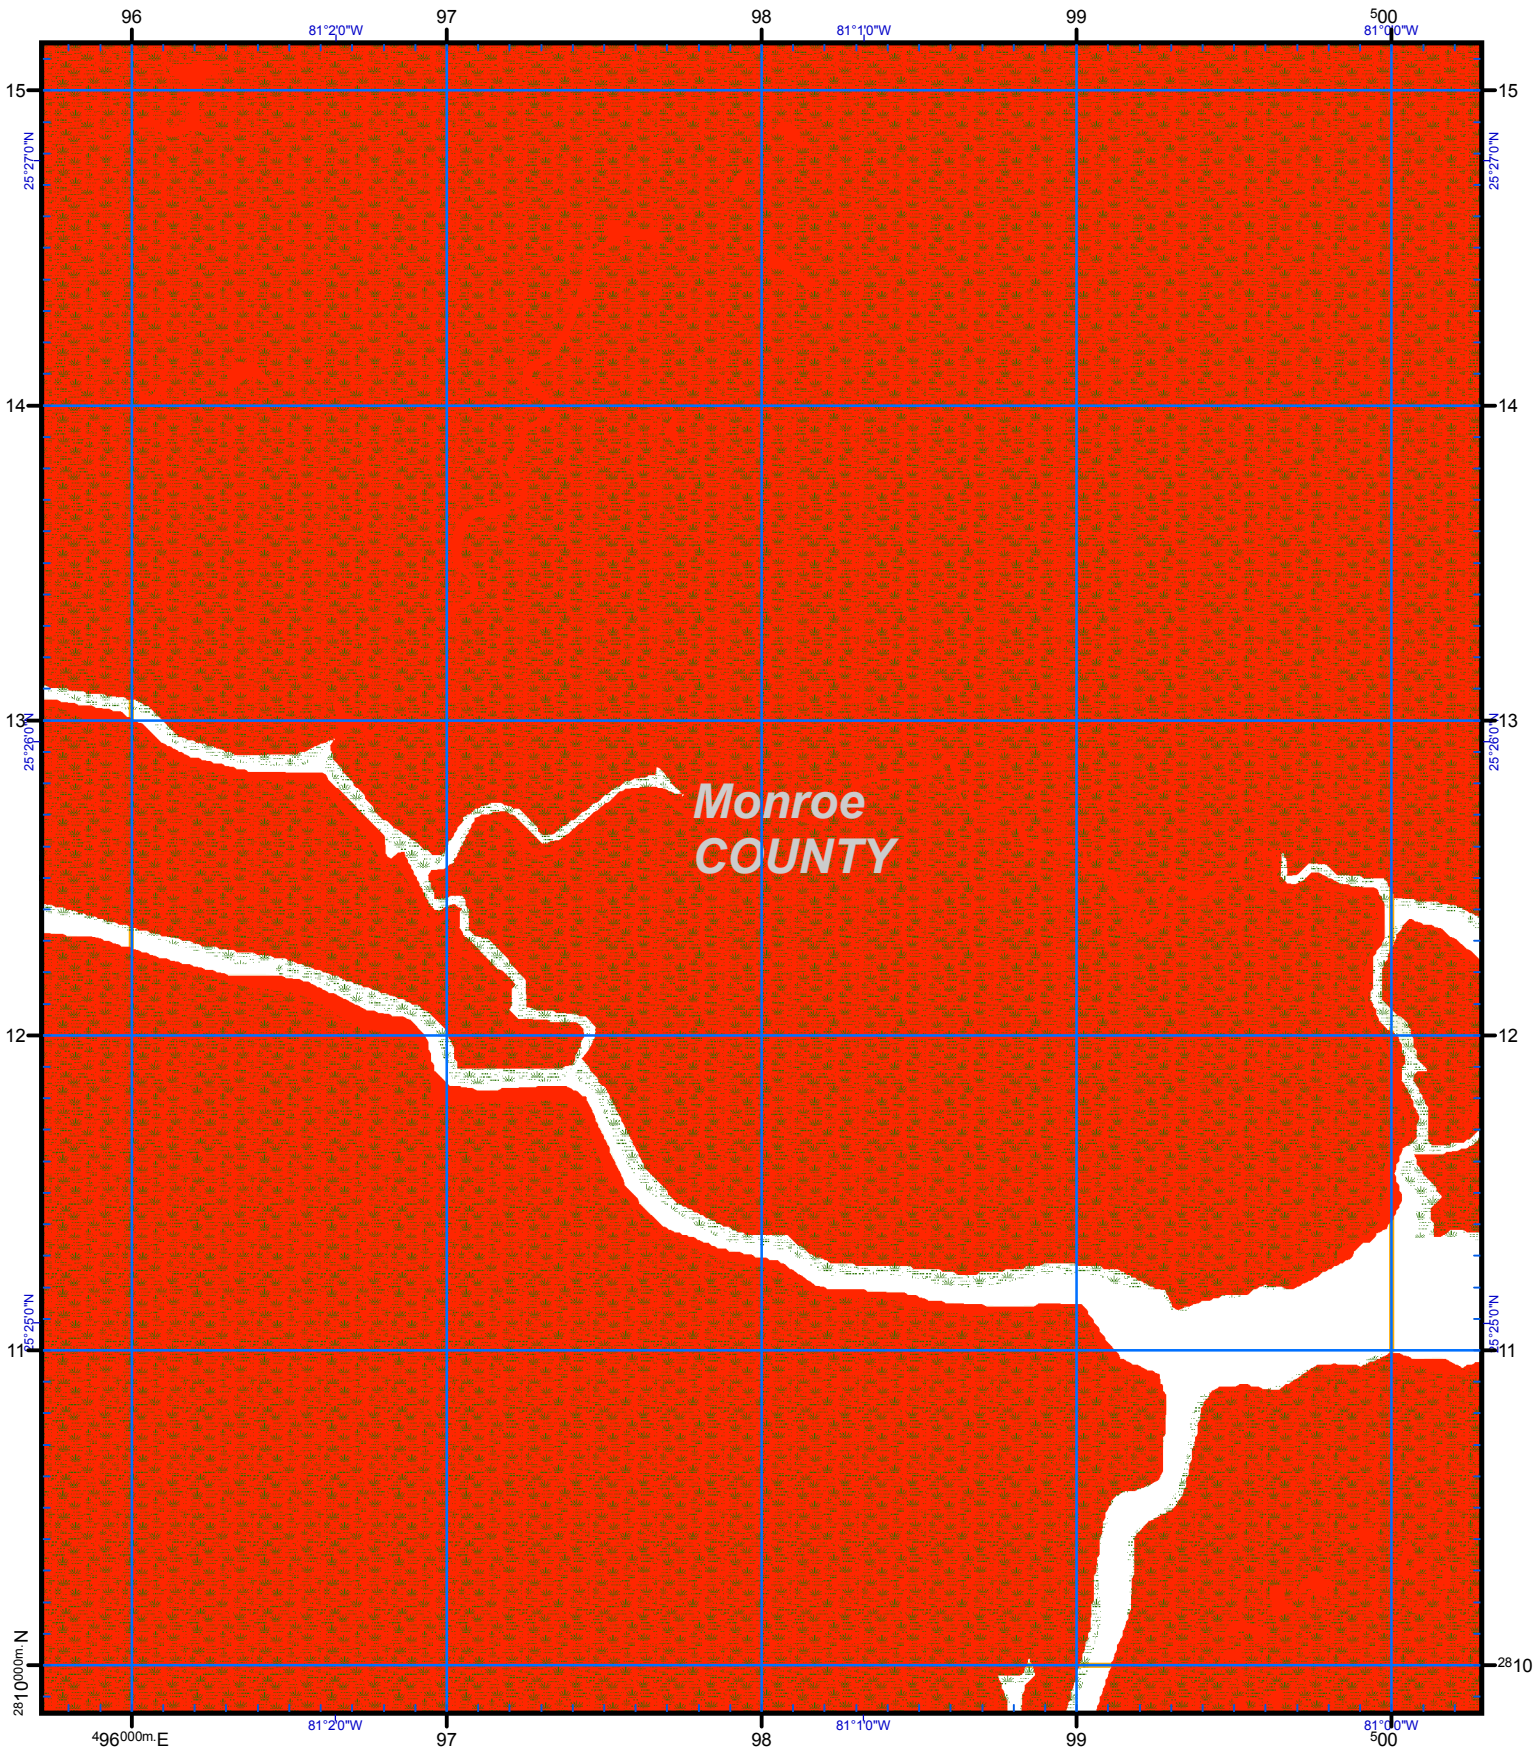 96 97 98 99 500
81°2'0"W 81°1'0"W 81°0'0"W
15 15
25°27'0"N 25°27'0"N
14 14
13 13
25°26'0"N 25°26'0"N
Monroe
COUNTY
12 12
25°25'0"N 25°25'0"N
11 11
2810000m.N 2810
81°2'0"W 81°1'0"W 81°0'0"W
496000m.E 97 98 99 500